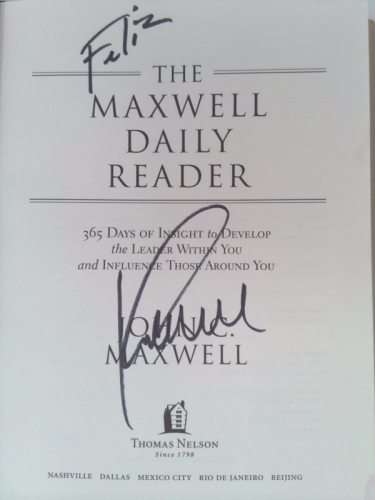 Feliz
THE
MAXWELL
DAILY
READER
365 DAYS OF INSIGHT to DEVELOP
the LEADER WITHIN YOU
and INFLUENCE THOSE AROUND YOU
JOHN C.
MAXWELL
THOMAS NELSON
Since 1798
NASHVILLE DALLAS MEXICO CITY RIO DE JANEIRO BEIJING